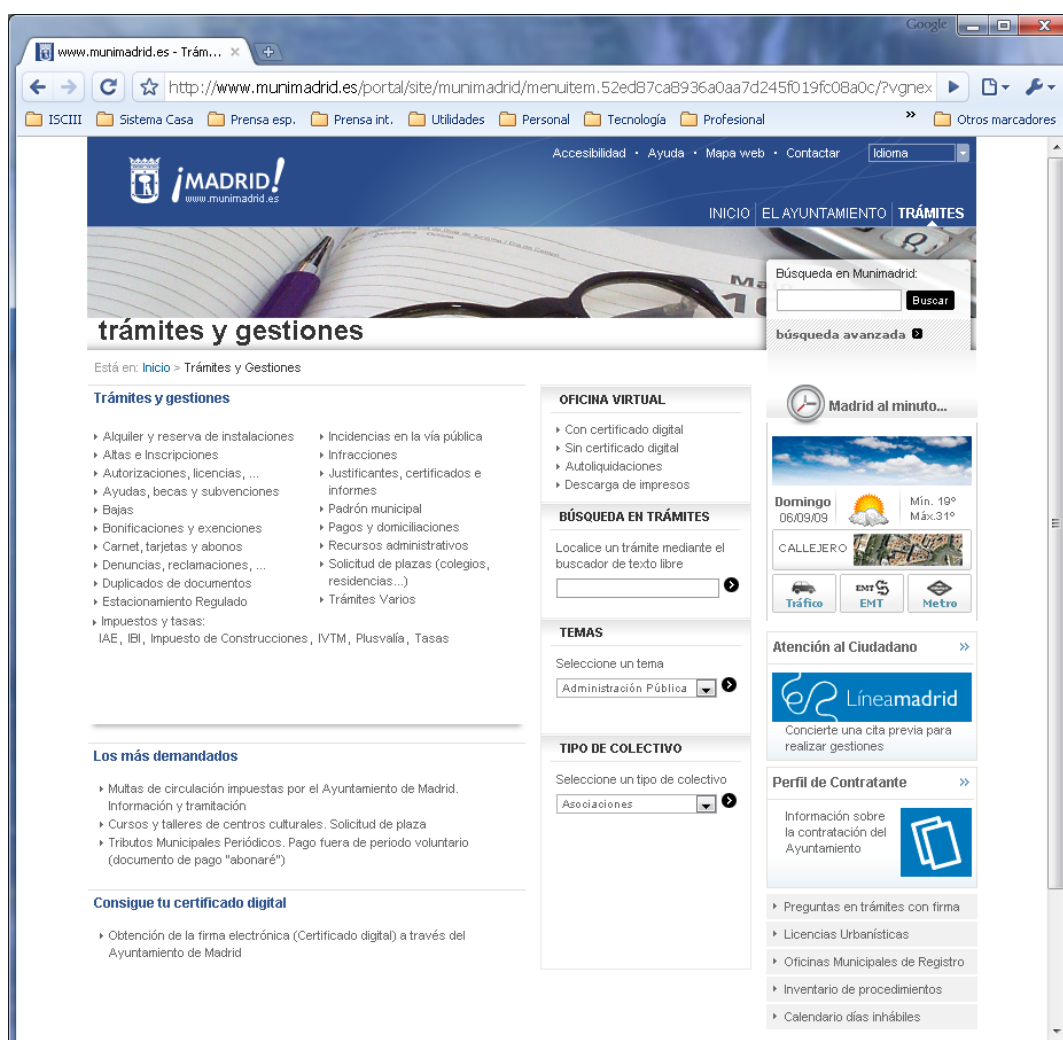 Google
www.munimadrid.es - Trám...
http://www.munimadrid.es/portal/site/munimadrid/menuitem.52ed87ca8936a0aa7d245f019fc08a0c/?vgnex
ISCIII Sistema Casa Prensa esp. Prensa int. Utilidades Personal Tecnología Profesional » Otros marcadores
Accesibilidad · Ayuda · Mapa web · Contactar Idioma
¡MADRID!
www.munimadrid.es
INICIO EL AYUNTAMIENTO TRÁMITES
Búsqueda en Munimadrid:
Buscar
búsqueda avanzada
trámites y gestiones
Está en: Inicio > Trámites y Gestiones
Trámites y gestiones
Alquiler y reserva de instalaciones
Altas e Inscripciones
Autorizaciones, licencias, ...
Ayudas, becas y subvenciones
Bajas
Bonificaciones y exenciones
Carnet, tarjetas y abonos
Denuncias, reclamaciones, ...
Duplicados de documentos
Estacionamiento Regulado
Impuestos y tasas:
IAE, IBI, Impuesto de Construcciones, IVTM, Plusvalía, Tasas
Incidencias en la vía pública
Infracciones
Justificantes, certificados e
informes
Padrón municipal
Pagos y domiciliaciones
Recursos administrativos
Solicitud de plazas (colegios,
residencias...)
Trámites Varios
Los más demandados
Multas de circulación impuestas por el Ayuntamiento de Madrid.
Información y tramitación
Cursos y talleres de centros culturales. Solicitud de plaza
Tributos Municipales Periódicos. Pago fuera de periodo voluntario
(documento de pago "abonaré")
Consigue tu certificado digital
Obtención de la firma electrónica (Certificado digital) a través del
Ayuntamiento de Madrid
OFICINA VIRTUAL
Con certificado digital
Sin certificado digital
Autoliquidaciones
Descarga de impresos
BÚSQUEDA EN TRÁMITES
Localice un trámite mediante el
buscador de texto libre
TEMAS
Seleccione un tema
Administración Pública
TIPO DE COLECTIVO
Seleccione un tipo de colectivo
Asociaciones
Madrid al minuto...
Domingo
06/09/09
Mín. 19º
Máx.31º
CALLEJERO
Tráfico
EMT
EMT
Metro
Atención al Ciudadano »
Líneamadrid
Concierte una cita previa para
realizar gestiones
Perfil de Contratante »
Información sobre
la contratación del
Ayuntamiento
Preguntas en trámites con firma
Licencias Urbanísticas
Oficinas Municipales de Registro
Inventario de procedimientos
Calendario días inhábiles